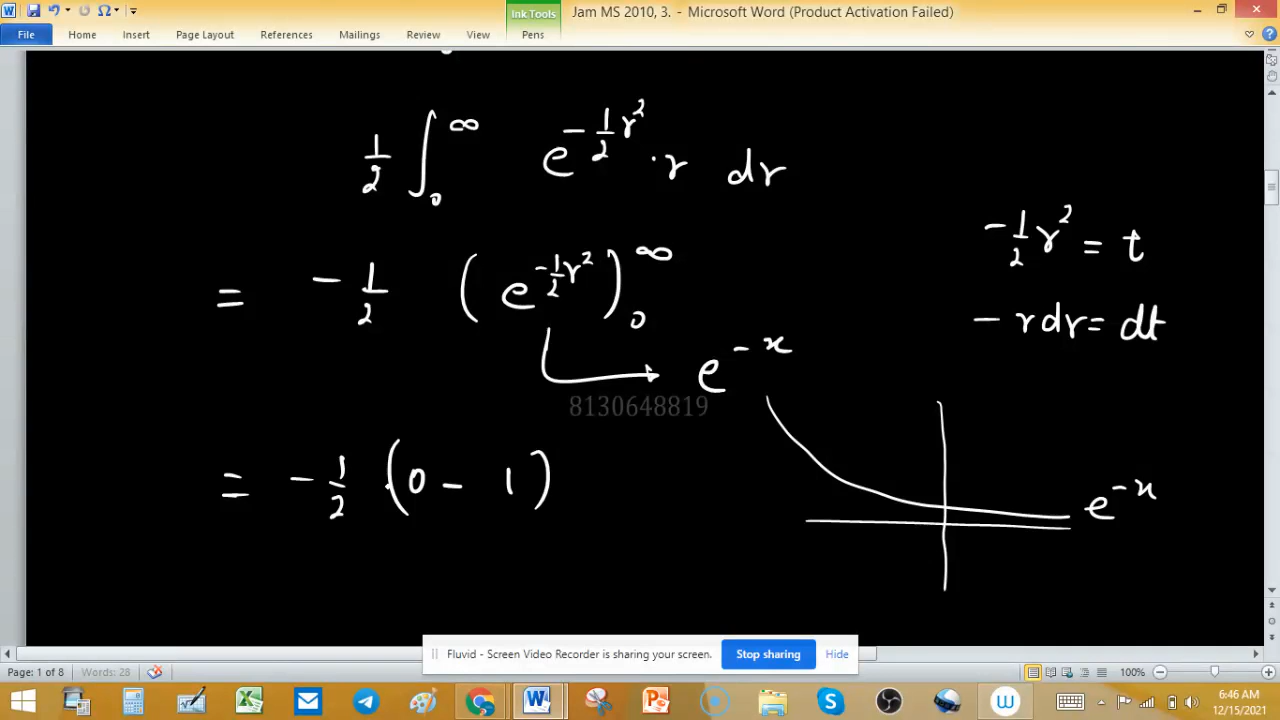 Ink Tools
Jam MS 2010, 3. - Microsoft Word (Product Activation Failed)
File Home Insert Page Layout References Mailings Review View Pens
1/2 ∫₀^∞ e^(-1/2 r²) · r dr
-1/2 r² = t
= -1/2 (e^(-1/2 r²))₀^∞
- r dr = dt
e^(-x)
8130648819
= -1/2 (0 - 1)
e^(-x)
Fluvid - Screen Video Recorder is sharing your screen. Stop sharing Hide
Page: 1 of 8 Words: 28 100%
6:46 AM
12/15/2021